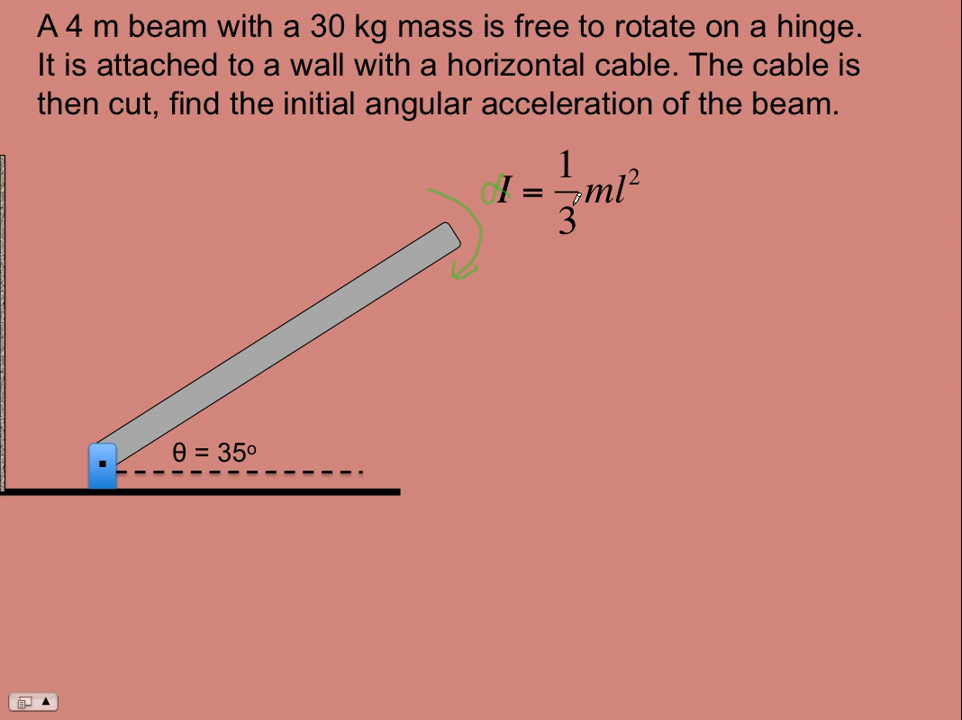 A 4 m beam with a 30 kg mass is free to rotate on a hinge.
It is attached to a wall with a horizontal cable. The cable is
then cut, find the initial angular acceleration of the beam.
α I = 1/3 ml²
θ = 35º